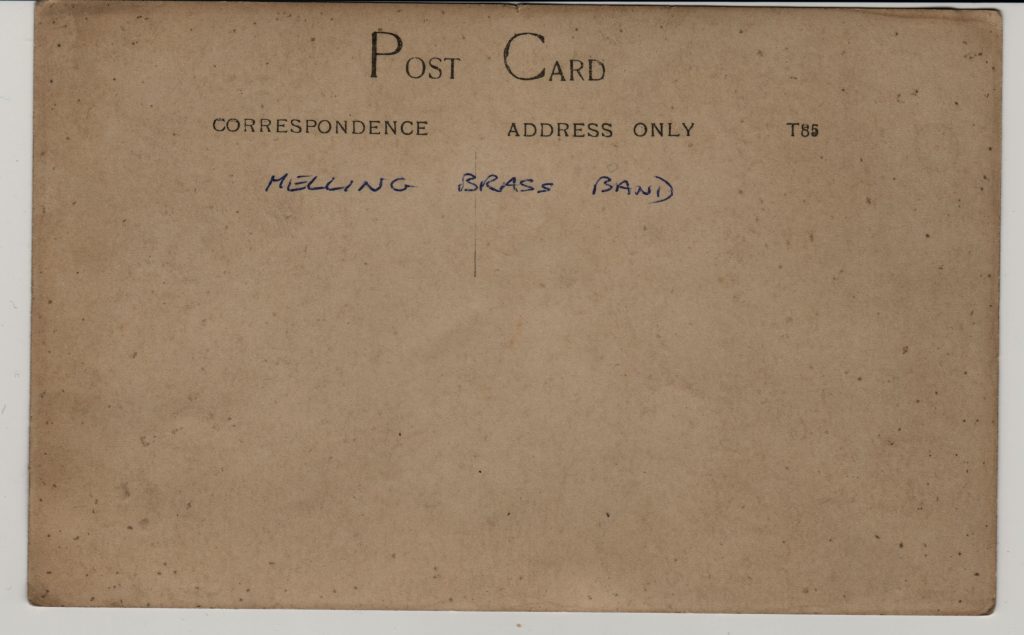 POST CARD
CORRESPONDENCE ADDRESS ONLY T85
MELLING BRASS BAND